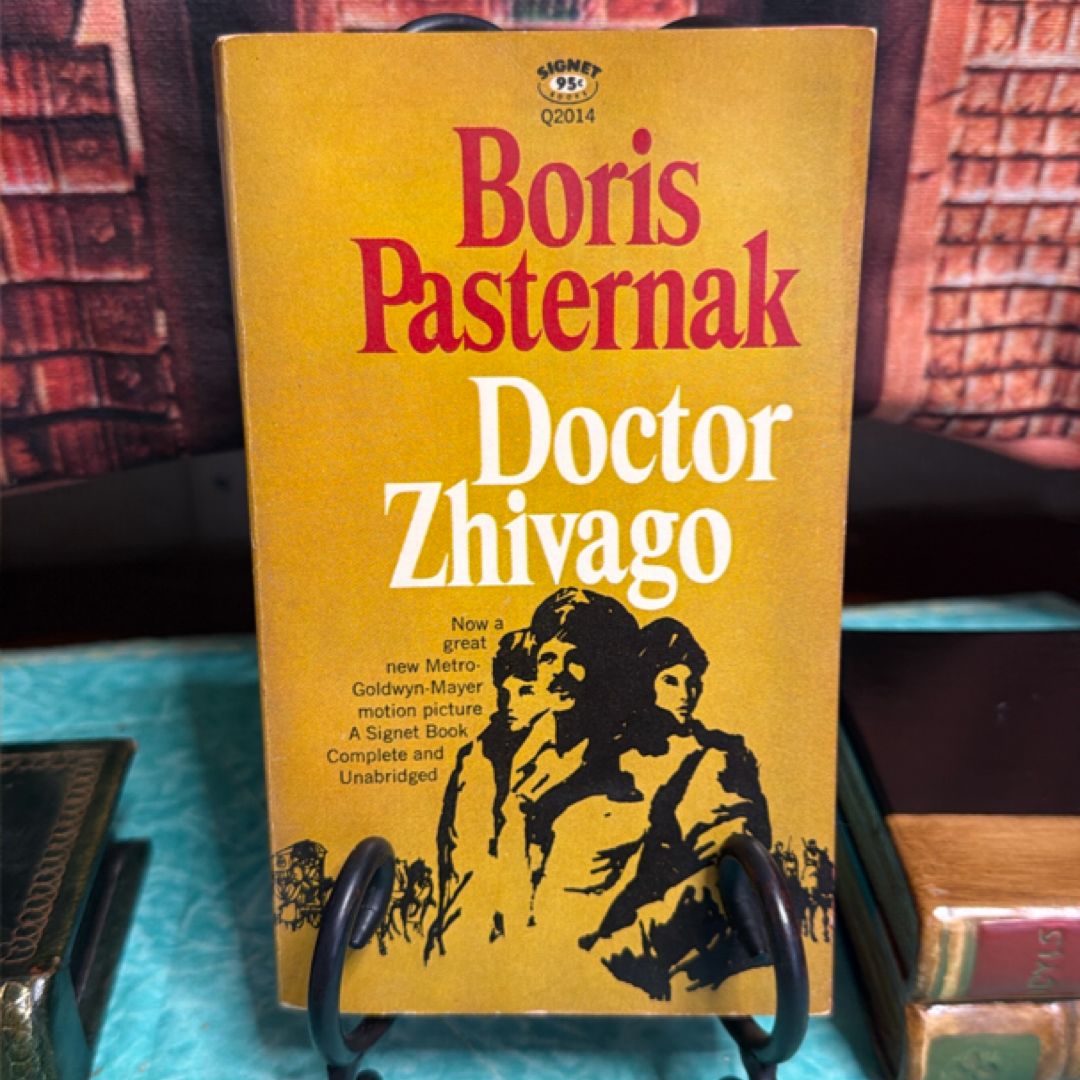 SIGNET
95¢
BOOKS
Q2014
Boris
Pasternak
Doctor
Zhivago
Now a
great
new Metro-
Goldwyn-Mayer
motion picture
A Signet Book
Complete and
Unabridged